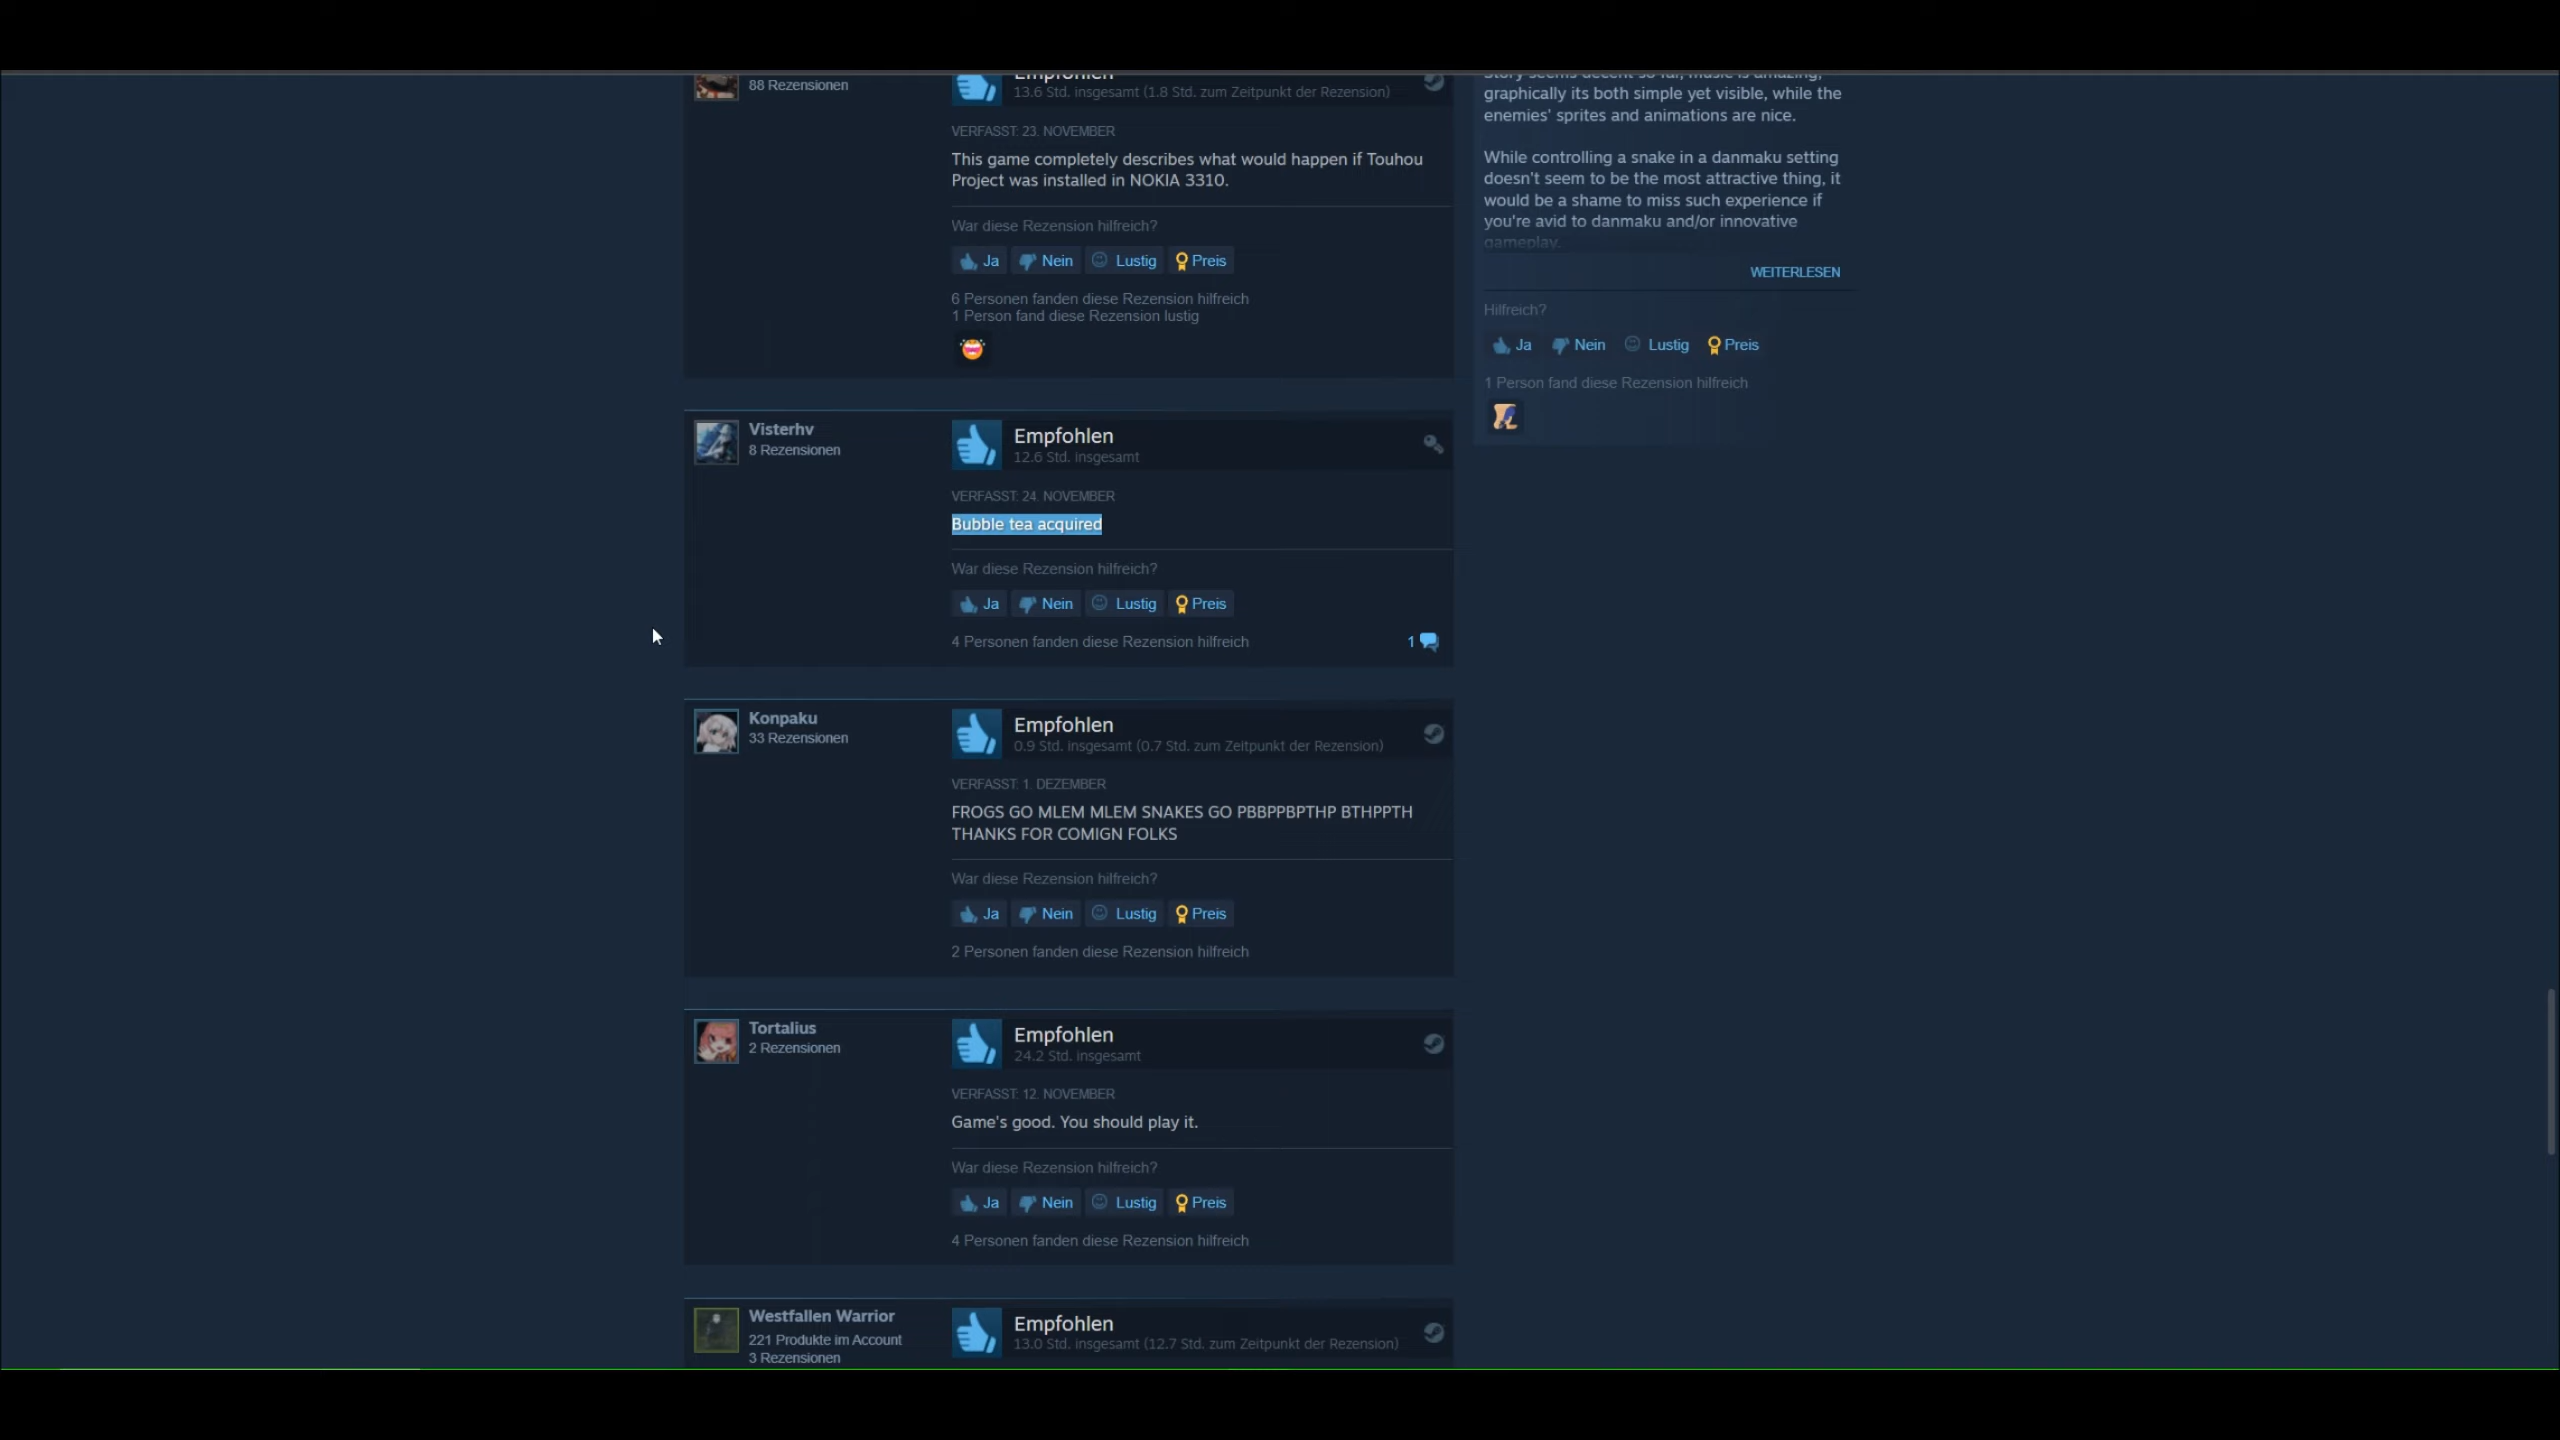 88 Rezensionen
Empfohlen
13.6 Std. insgesamt (1.8 Std. zum Zeitpunkt der Rezension)
VERFASST: 23. NOVEMBER
This game completely describes what would happen if Touhou
Project was installed in NOKIA 3310.
War diese Rezension hilfreich?
Ja Nein Lustig Preis
6 Personen fanden diese Rezension hilfreich
1 Person fand diese Rezension lustig
Visterhv
8 Rezensionen
Empfohlen
12.6 Std. insgesamt
VERFASST: 24. NOVEMBER
Bubble tea acquired
War diese Rezension hilfreich?
Ja Nein Lustig Preis
4 Personen fanden diese Rezension hilfreich
1
Konpaku
33 Rezensionen
Empfohlen
0.9 Std. insgesamt (0.7 Std. zum Zeitpunkt der Rezension)
VERFASST: 1. DEZEMBER
FROGS GO MLEM MLEM SNAKES GO PBBPPBPTHP BTHPPTH
THANKS FOR COMIGN FOLKS
War diese Rezension hilfreich?
Ja Nein Lustig Preis
2 Personen fanden diese Rezension hilfreich
Tortalius
2 Rezensionen
Empfohlen
24.2 Std. insgesamt
VERFASST: 12. NOVEMBER
Game's good. You should play it.
War diese Rezension hilfreich?
Ja Nein Lustig Preis
4 Personen fanden diese Rezension hilfreich
Westfallen Warrior
221 Produkte im Account
3 Rezensionen
Empfohlen
13.0 Std. insgesamt (12.7 Std. zum Zeitpunkt der Rezension)
Story seems decent so far, music is amazing,
graphically its both simple yet visible, while the
enemies' sprites and animations are nice.
While controlling a snake in a danmaku setting
doesn't seem to be the most attractive thing, it
would be a shame to miss such experience if
you're avid to danmaku and/or innovative
gameplay.
WEITERLESEN
Hilfreich?
Ja Nein Lustig Preis
1 Person fand diese Rezension hilfreich